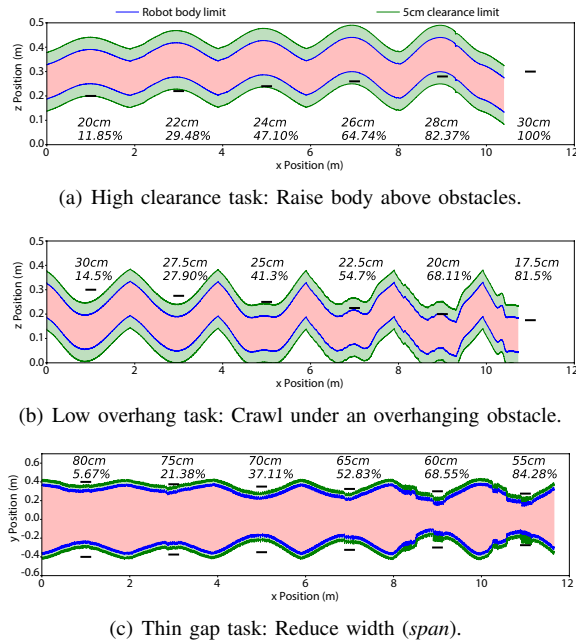 Robot body limit
5cm clearance limit
0.5
0.4
0.3
0.2
0.1
0.0
z Position (m)
20cm 22cm 24cm 26cm 28cm 30cm
11.85% 29.48% 47.10% 64.74% 82.37% 100%
0 2 4 6 8 10 12
x Position (m)
(a) High clearance task: Raise body above obstacles.
0.5
0.4
0.3
0.2
0.1
0.0
z Position (m)
30cm 27.5cm 25cm 22.5cm 20cm 17.5cm
14.5% 27.90% 41.3% 54.7% 68.11% 81.5%
0 2 4 6 8 10 12
x Position (m)
(b) Low overhang task: Crawl under an overhanging obstacle.
0.6
0.4
0.2
0.0
-0.2
-0.4
-0.6
y Position (m)
80cm 75cm 70cm 65cm 60cm 55cm
5.67% 21.38% 37.11% 52.83% 68.55% 84.28%
0 2 4 6 8 10 12
x Position (m)
(c) Thin gap task: Reduce width (span).